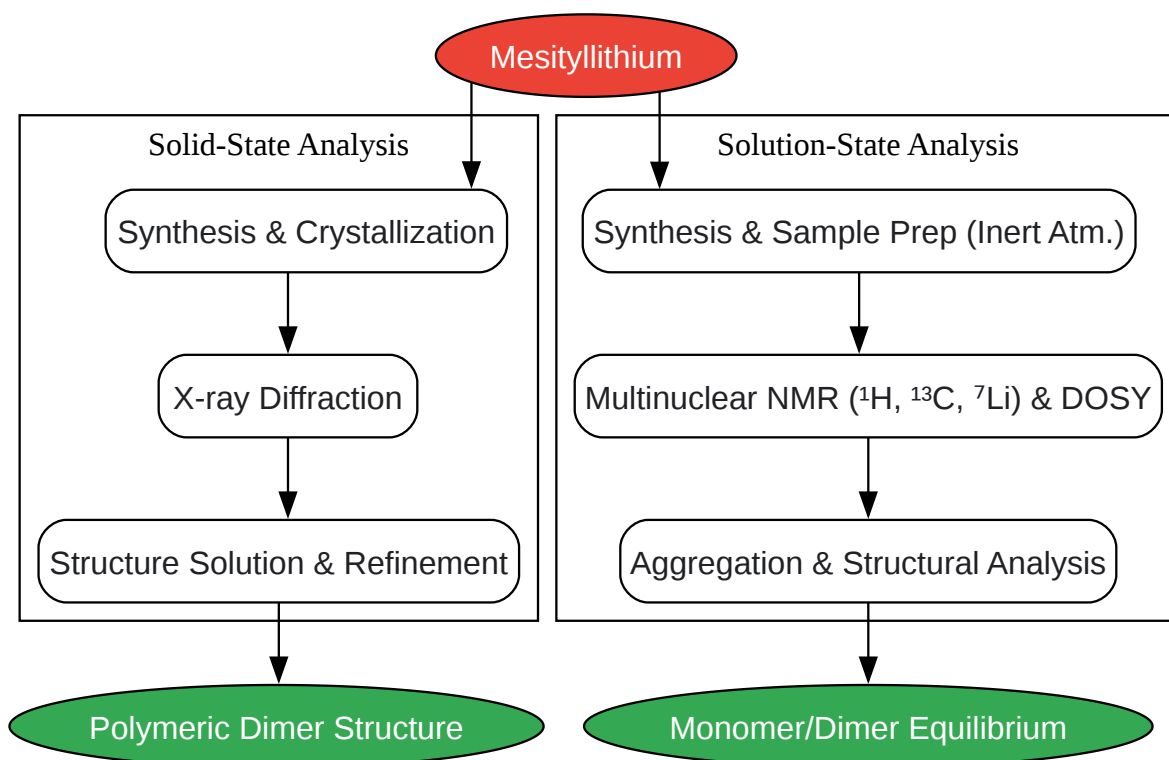 Mesityllithium
Solid-State Analysis
Synthesis & Crystallization
X-ray Diffraction
Structure Solution & Refinement
Polymeric Dimer Structure
Solution-State Analysis
Synthesis & Sample Prep (Inert Atm.)
Multinuclear NMR (¹H, ¹³C, ⁷Li) & DOSY
Aggregation & Structural Analysis
Monomer/Dimer Equilibrium